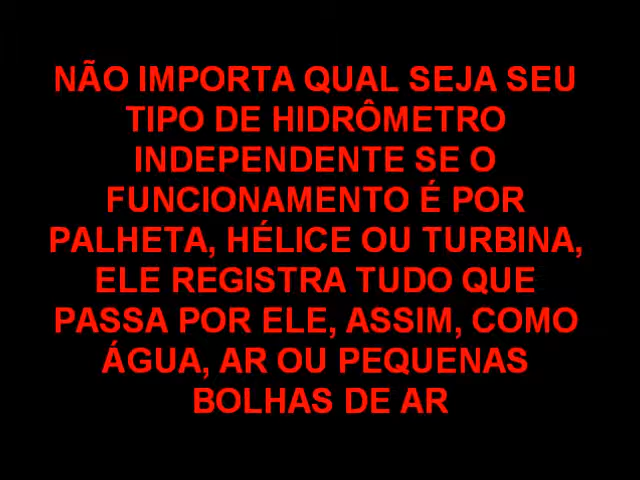 NÃO IMPORTA QUAL SEJA SEU
TIPO DE HIDRÔMETRO
INDEPENDENTE SE O
FUNCIONAMENTO É POR
PALHETA, HÉLICE OU TURBINA,
ELE REGISTRA TUDO QUE
PASSA POR ELE, ASSIM, COMO
ÁGUA, AR OU PEQUENAS
BOLHAS DE AR